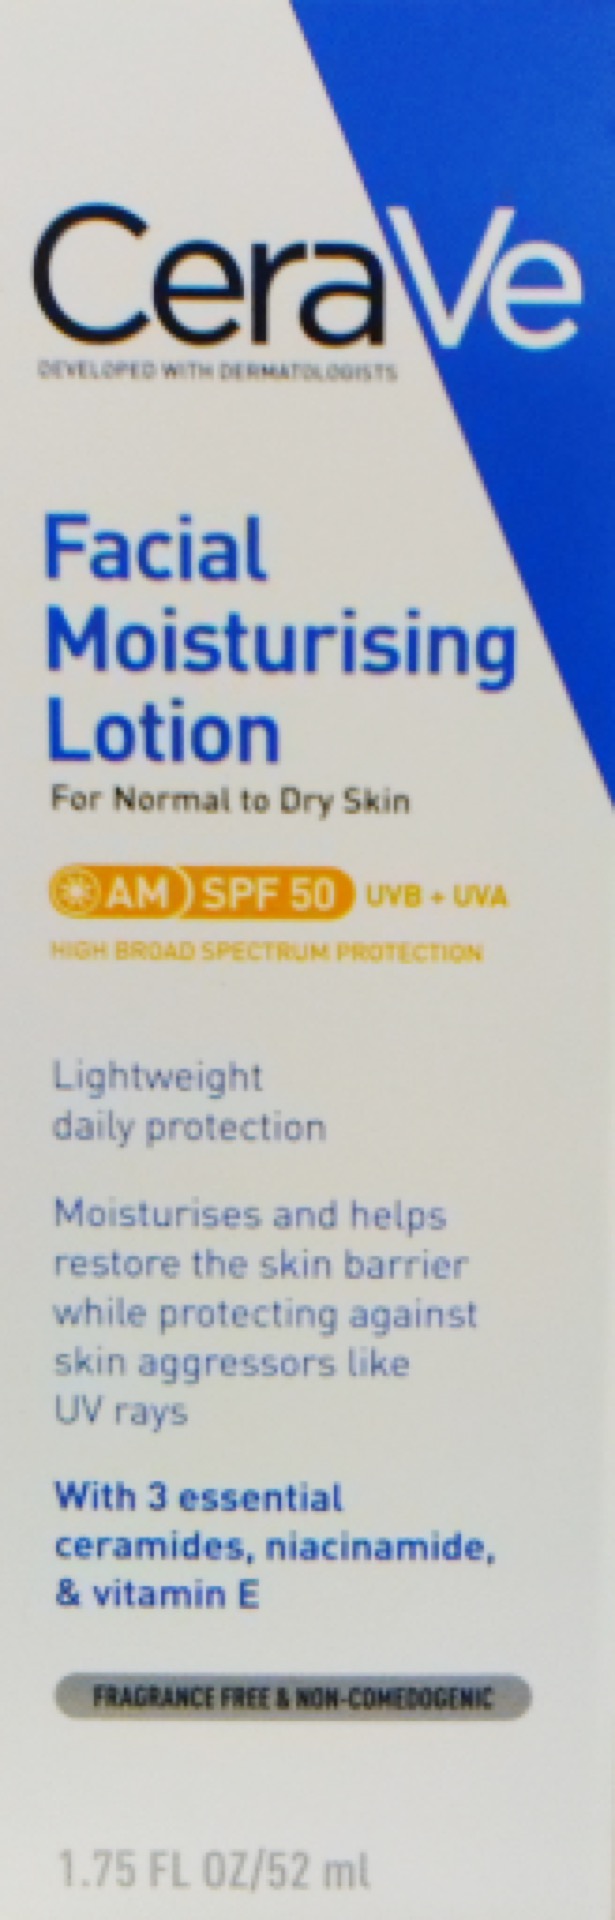 CeraVe
DEVELOPED WITH DERMATOLOGISTS
Facial
Moisturising
Lotion
For Normal to Dry Skin
AM SPF 50 UVB + UVA
HIGH BROAD SPECTRUM PROTECTION
Lightweight
daily protection
Moisturises and helps
restore the skin barrier
while protecting against
skin aggressors like
UV rays
With 3 essential
ceramides, niacinamide,
& vitamin E
FRAGRANCE FREE & NON-COMEDOGENIC
1.75 FL OZ/52 ml